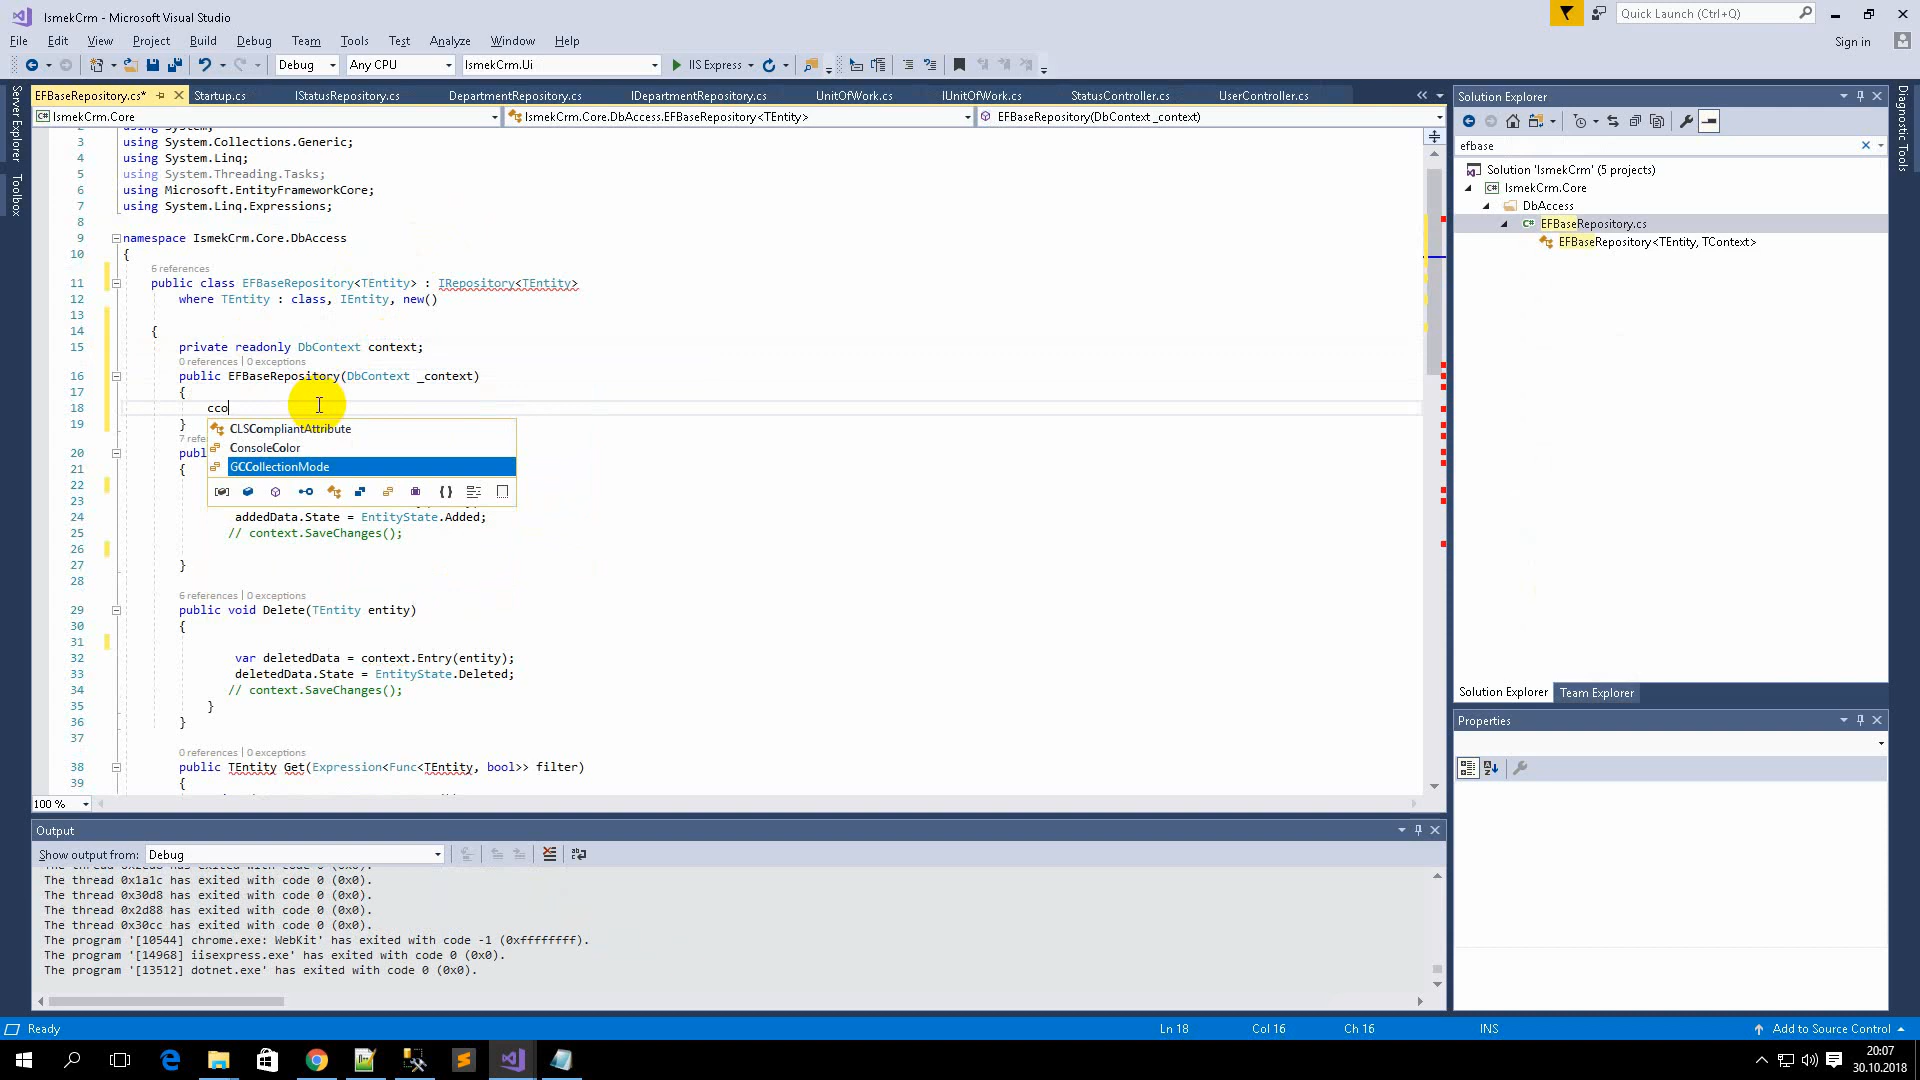 IsmekCrm - Microsoft Visual Studio
Quick Launch (Ctrl+Q)
File Edit View Project Build Debug Team Tools Test Analyze Window Help
Sign in
Debug Any CPU IsmekCrm.Ui IIS Express
EFBaseRepository.cs* Startup.cs IStatusRepository.cs DepartmentRepository.cs IDepartmentRepository.cs UnitOfWork.cs IUnitOfWork.cs StatusController.cs UserController.cs
IsmekCrm.Core IsmekCrm.Core.DbAccess.EFBaseRepository<TEntity> EFBaseRepository(DbContext _context)
Server Explorer
Toolbox
2 using System;
3 using System.Collections.Generic;
4 using System.Linq;
5 using System.Threading.Tasks;
6 using Microsoft.EntityFrameworkCore;
7 using System.Linq.Expressions;
8
9 namespace IsmekCrm.Core.DbAccess
10 {
6 references
11 public class EFBaseRepository<TEntity> : IRepository<TEntity>
12 where TEntity : class, IEntity, new()
13
14 {
15 private readonly DbContext context;
0 references | 0 exceptions
16 public EFBaseRepository(DbContext _context)
17 {
18 cco
19 }
7 refe
20 publ
21 {
22
23
24 addedData.State = EntityState.Added;
25 // context.SaveChanges();
26
27 }
28
6 references | 0 exceptions
29 public void Delete(TEntity entity)
30 {
31
32 var deletedData = context.Entry(entity);
33 deletedData.State = EntityState.Deleted;
34 // context.SaveChanges();
35 }
36 }
37
0 references | 0 exceptions
38 public TEntity Get(Expression<Func<TEntity, bool>> filter)
39 {
CLSCompliantAttribute
ConsoleColor
GCCollectionMode
100 %
Solution Explorer
efbase
Solution 'IsmekCrm' (5 projects)
IsmekCrm.Core
DbAccess
EFBaseRepository.cs
EFBaseRepository<TEntity, TContext>
Solution Explorer Team Explorer
Properties
Diagnostic Tools
Output
Show output from: Debug
The thread 0x1a1c has exited with code 0 (0x0).
The thread 0x30d8 has exited with code 0 (0x0).
The thread 0x2d88 has exited with code 0 (0x0).
The thread 0x30cc has exited with code 0 (0x0).
The program '[10544] chrome.exe: WebKit' has exited with code -1 (0xffffffff).
The program '[14968] iisexpress.exe' has exited with code 0 (0x0).
The program '[13512] dotnet.exe' has exited with code 0 (0x0).
Ready Ln 18 Col 16 Ch 16 INS Add to Source Control
20:07
30.10.2018